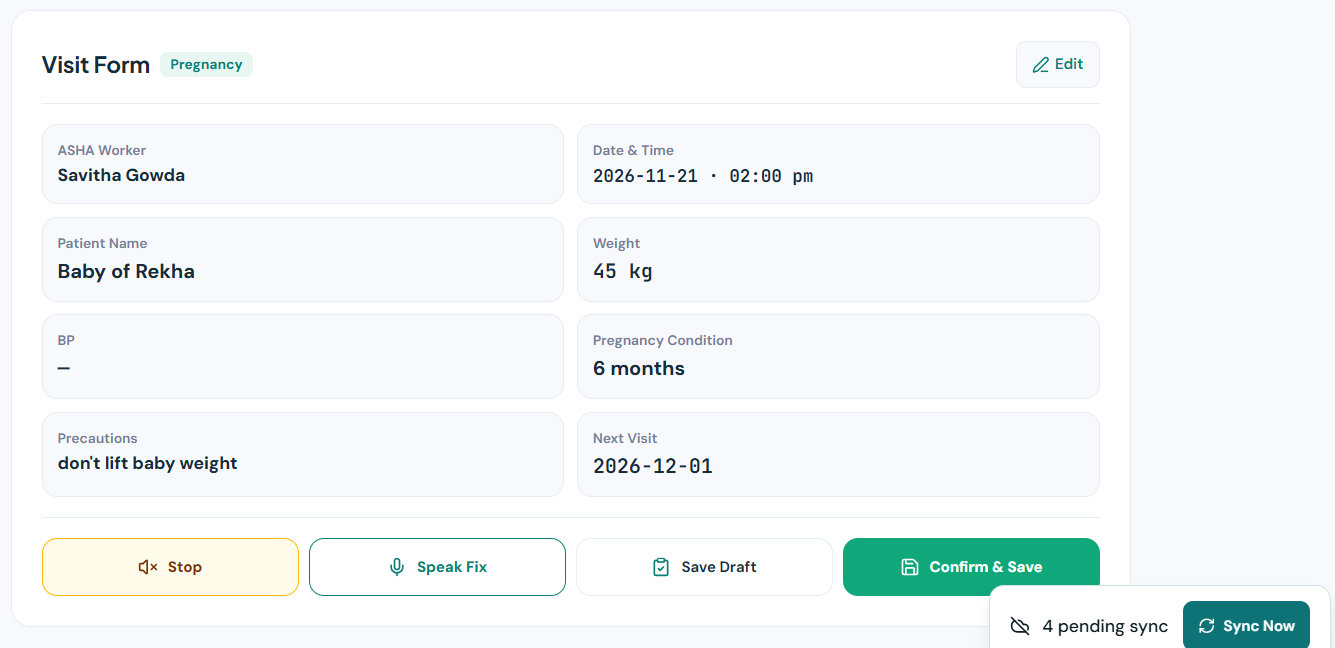 Visit Form Pregnancy
Edit
ASHA Worker
Savitha Gowda
Date & Time
2026-11-21 · 02:00 pm
Patient Name
Baby of Rekha
Weight
45 kg
BP
—
Pregnancy Condition
6 months
Precautions
don't lift baby weight
Next Visit
2026-12-01
Stop
Speak Fix
Save Draft
Confirm & Save
4 pending sync
Sync Now